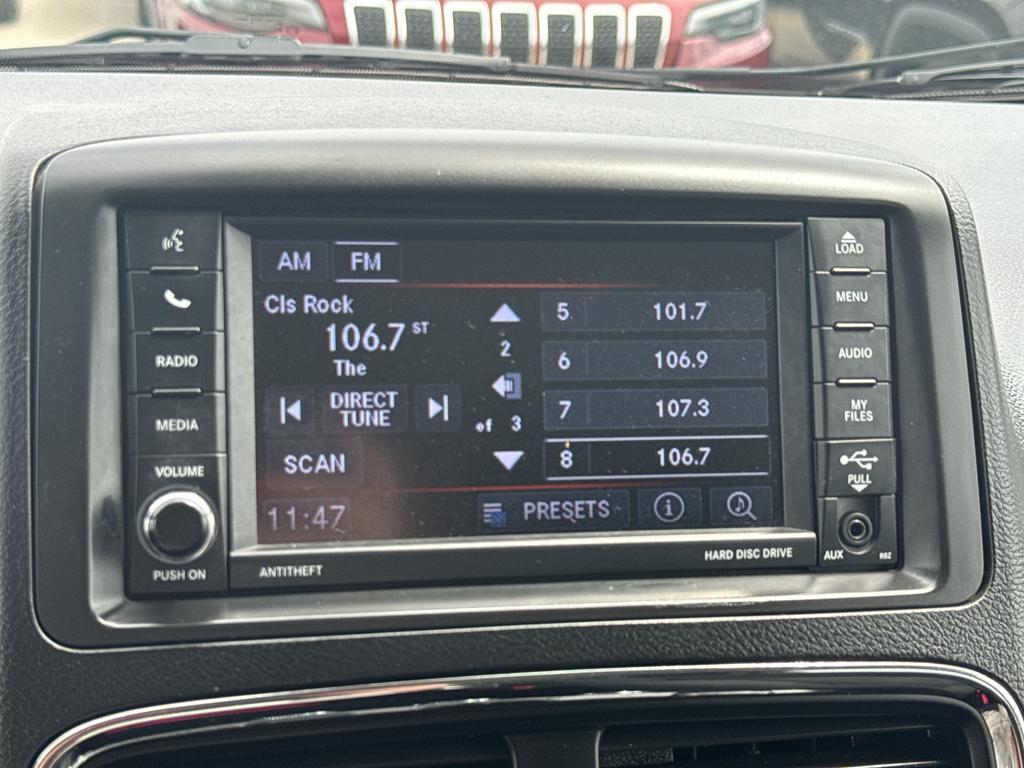 AM FM
Cls Rock
106.7 ST
The
DIRECT
TUNE
SCAN
11:47
2
of 3
5 101.7
6 106.9
7 107.3
8 106.7
PRESETS
i
RADIO
MEDIA
VOLUME
PUSH ON
LOAD
MENU
AUDIO
MY
FILES
PULL
AUX
RSZ
ANTITHEFT
HARD DISC DRIVE